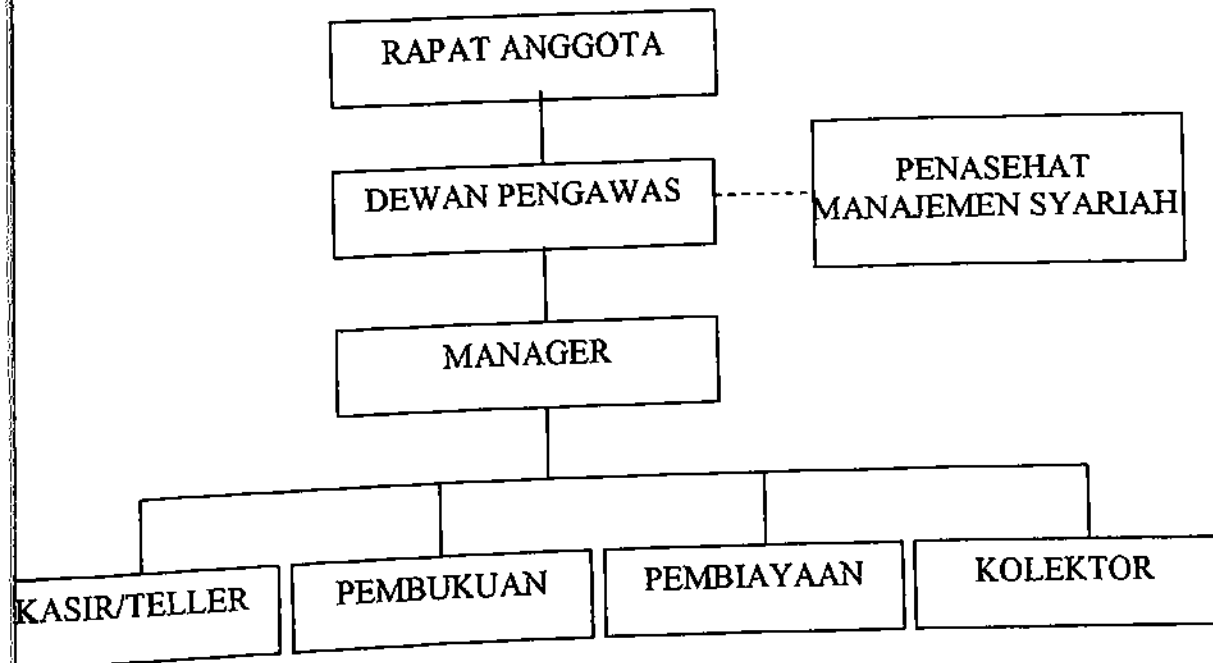 RAPAT ANGGOTA
DEWAN PENGAWAS
PENASEHAT
MANAJEMEN SYARIAH
MANAGER
KASIR/TELLER
PEMBUKUAN
PEMBIAYAAN
KOLEKTOR